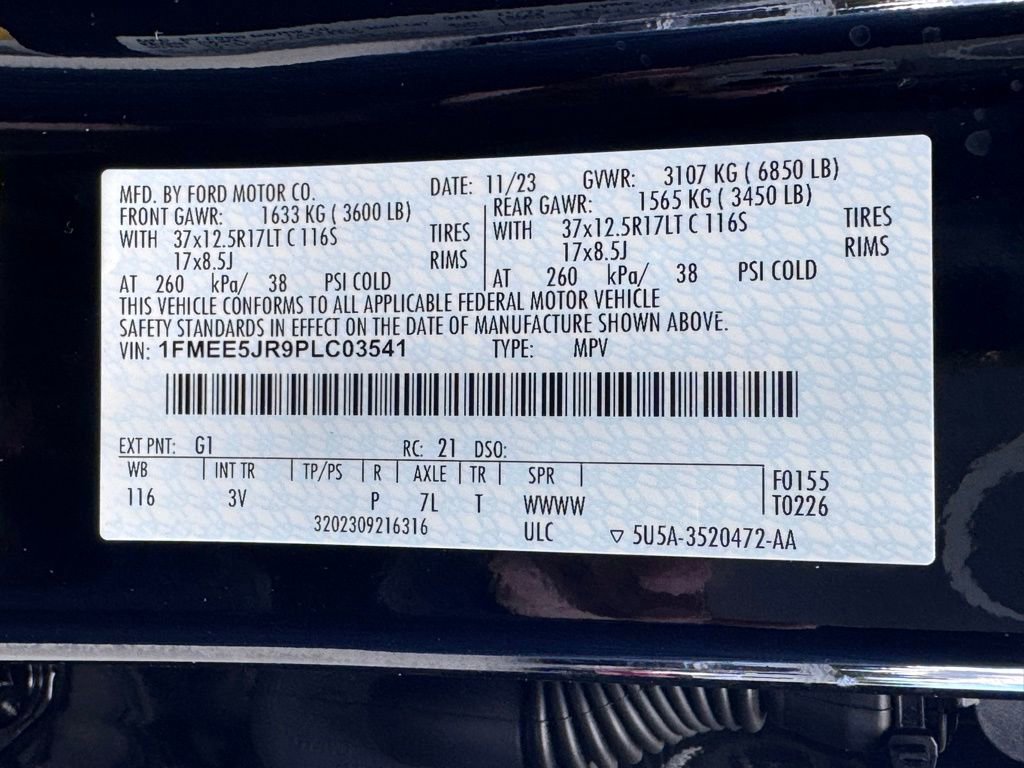 MFD. BY FORD MOTOR CO. DATE: 11/23 GVWR: 3107 KG ( 6850 LB)
FRONT GAWR: 1633 KG ( 3600 LB) REAR GAWR: 1565 KG ( 3450 LB)
WITH 37x12.5R17LT C 116S TIRES WITH 37x12.5R17LT C 116S TIRES
17x8.5J RIMS 17x8.5J RIMS
AT 260 kPa/ 38 PSI COLD AT 260 kPa/ 38 PSI COLD
THIS VEHICLE CONFORMS TO ALL APPLICABLE FEDERAL MOTOR VEHICLE
SAFETY STANDARDS IN EFFECT ON THE DATE OF MANUFACTURE SHOWN ABOVE.
VIN: 1FMEE5JR9PLC03541 TYPE: MPV
EXT PNT: G1 RC: 21 DSO:
WB INT TR TP/PS R AXLE TR SPR F0155
116 3V P 7L T WWWW T0226
3202309216316 ULC ▽ 5U5A-3520472-AA